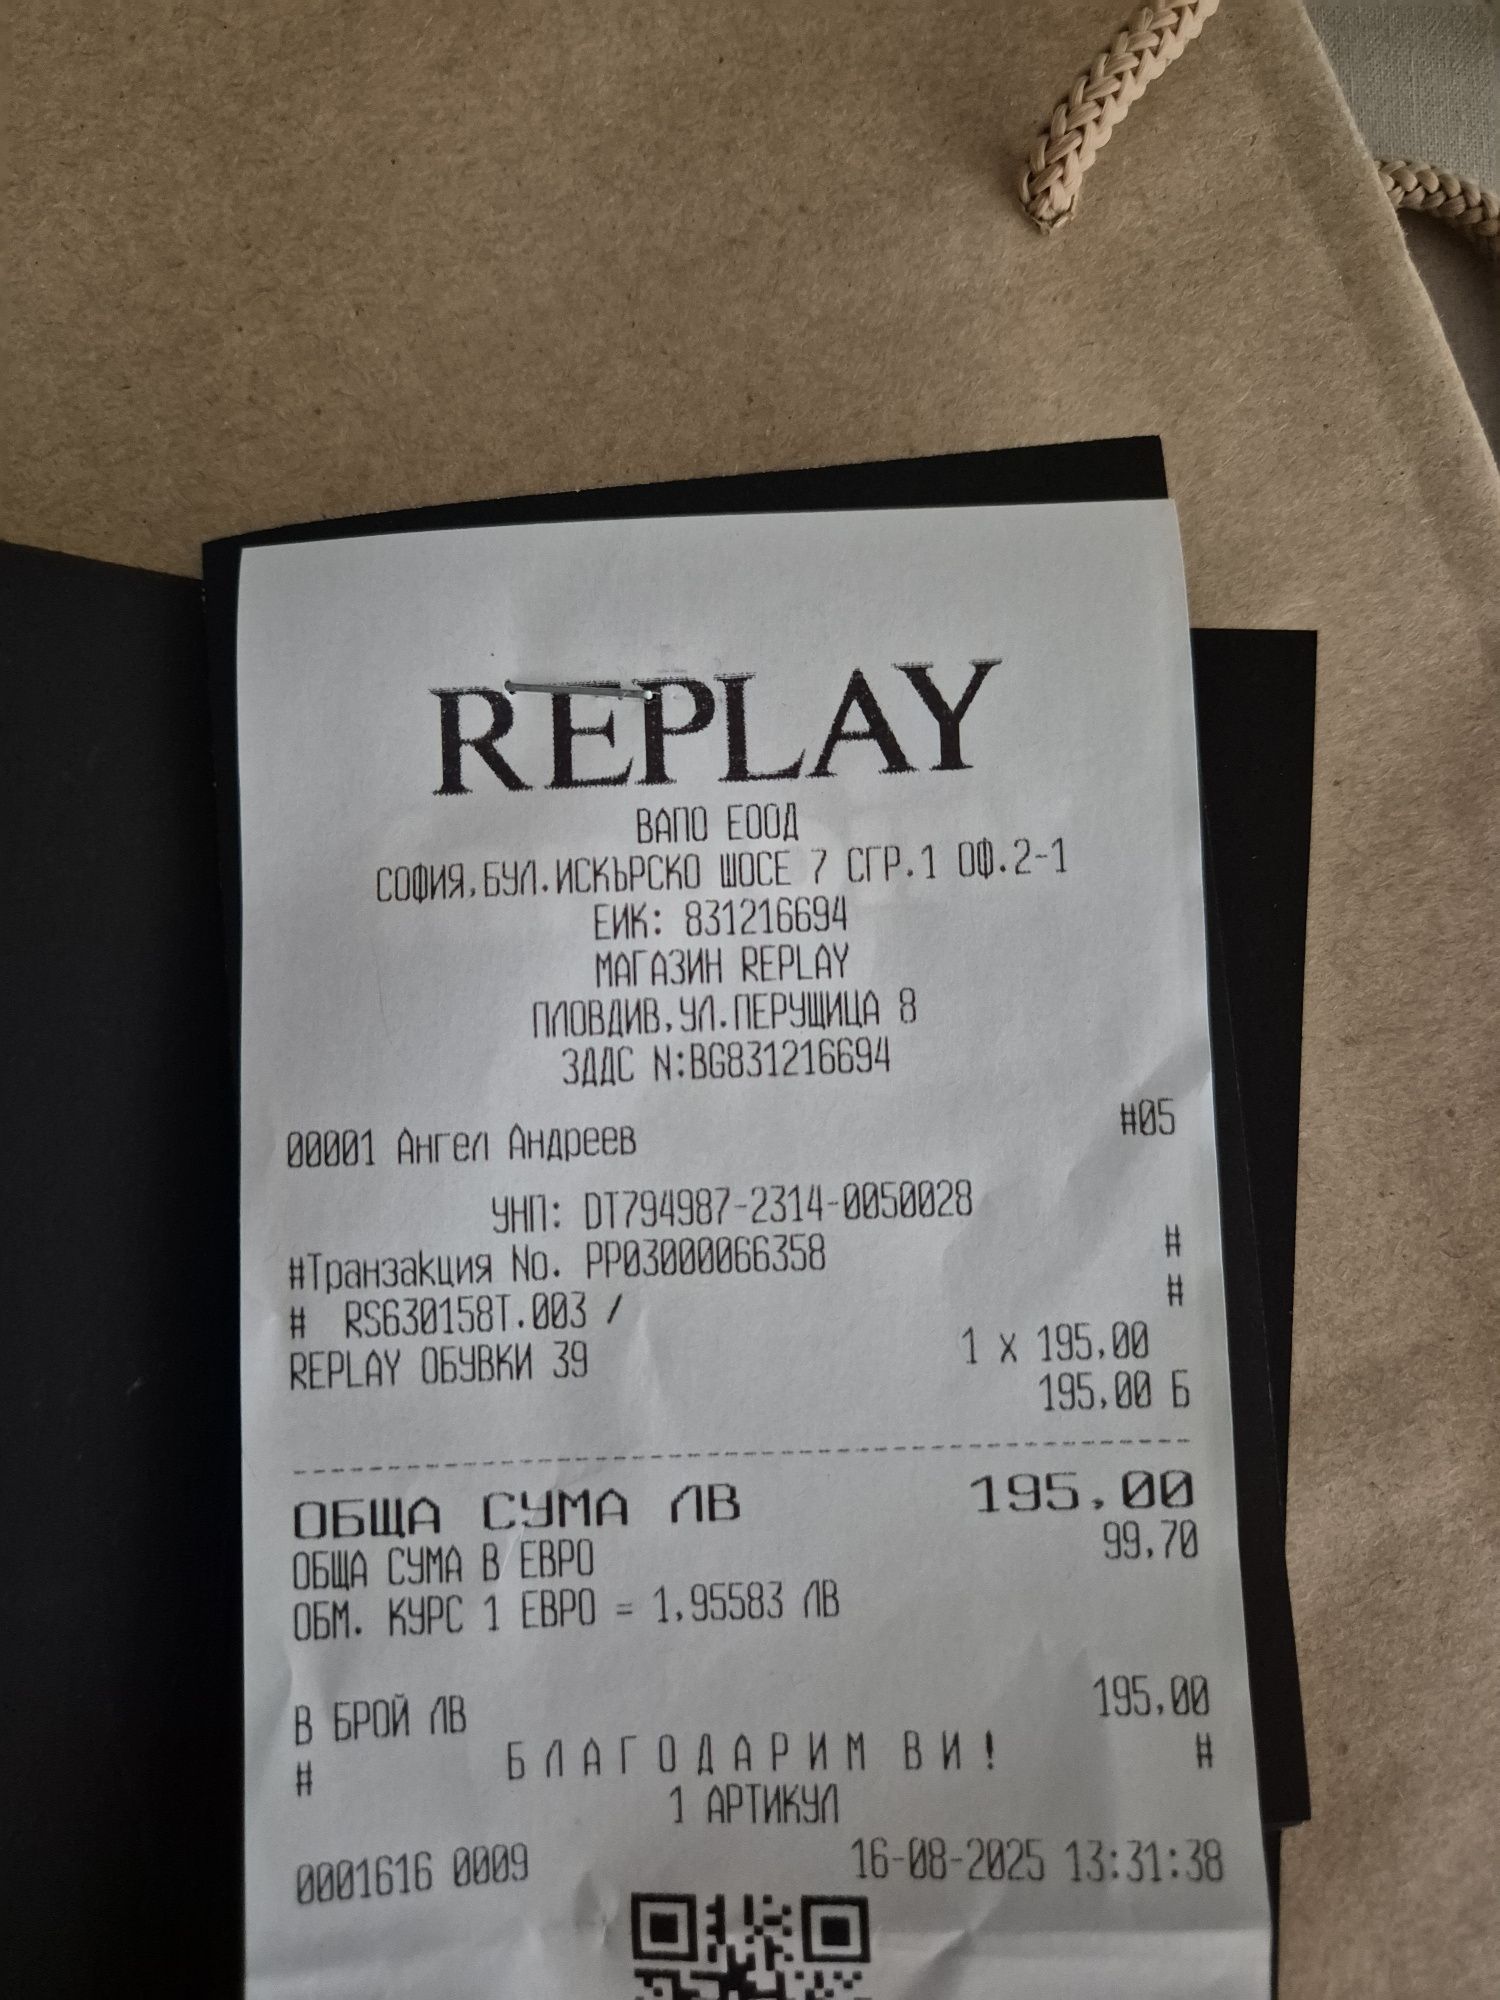 REPLAY
ВАПО ЕООД
СОФИЯ,БУЛ.ИСКЪРСКО ШОСЕ 7 СГР.1 ОФ.2-1
ЕИК: 831216694
МАГАЗИН REPLAY
ПЛОВДИВ,УЛ.ПЕРУЩИЦА 8
ЗДДС N:BG831216694
00001 Ангел Андреев #05
УНП: DT794987-2314-0050028
#Транзакция No. PP03000066358 #
# RS630158T.003 / #
REPLAY ОБУВКИ 39 1 x 195,00
195,00 Б
ОБЩА СУМА ЛВ 195,00
ОБЩА СУМА В ЕВРО 99,70
ОБМ. КУРС 1 ЕВРО = 1,95583 ЛВ
В БРОЙ ЛВ 195,00
# БЛАГОДАРИМ ВИ! #
1 АРТИКУЛ
0001616 0009 16-08-2025 13:31:38